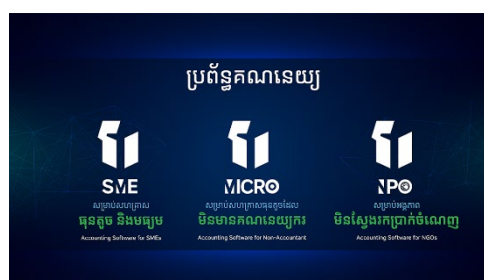 ប្រព័ន្ធគណនេយ្យ
SME
សម្រាប់សហគ្រាស
ធុនតូច និងមធ្យម
Accounting Software for SMEs
MICRO
សម្រាប់សហគ្រាសធុនតូចដែល
មិនមានគណនេយ្យករ
Accounting Software for Non-Accountant
NPO
សម្រាប់អង្គភាព
មិនស្វែងរកប្រាក់ចំណេញ
Accounting Software for NGOs